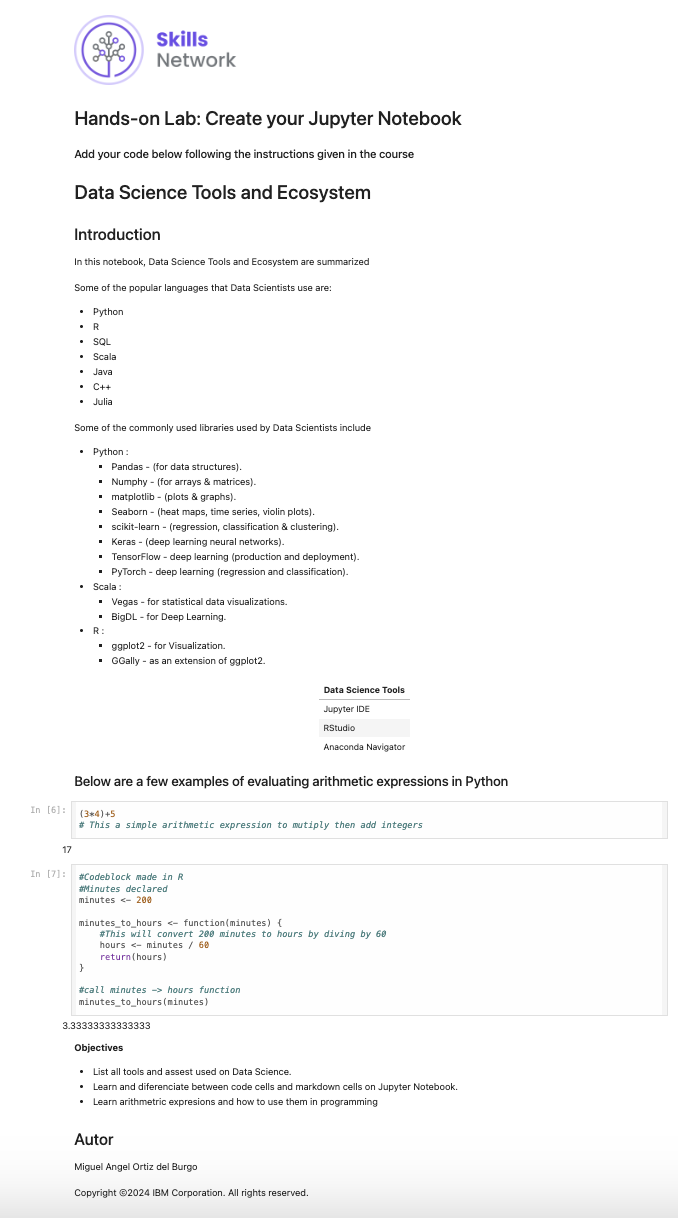 Skills
Network
Hands-on Lab: Create your Jupyter Notebook
Add your code below following the instructions given in the course
Data Science Tools and Ecosystem
Introduction
In this notebook, Data Science Tools and Ecosystem are summarized
Some of the popular languages that Data Scientists use are:
• Python
• R
• SQL
• Scala
• Java
• C++
• Julia
Some of the commonly used libraries used by Data Scientists include
• Python :
▪ Pandas - (for data structures).
▪ Numphy - (for arrays & matrices).
▪ matplotlib - (plots & graphs).
▪ Seaborn - (heat maps, time series, violin plots).
▪ scikit-learn - (regression, classification & clustering).
▪ Keras - (deep learning neural networks).
▪ TensorFlow - deep learning (production and deployment).
▪ PyTorch - deep learning (regression and classification).
• Scala :
▪ Vegas - for statistical data visualizations.
▪ BigDL - for Deep Learning.
• R :
▪ ggplot2 - for Visualization.
▪ GGally - as an extension of ggplot2.
Data Science Tools
Jupyter IDE
RStudio
Anaconda Navigator
Below are a few examples of evaluating arithmetic expressions in Python
In [6]: (3*4)+5
# This a simple arithmetic expression to mutiply then add integers
17
In [7]: #Codeblock made in R
#Minutes declared
minutes <- 200
minutes_to_hours <- function(minutes) {
#This will convert 200 minutes to hours by diving by 60
hours <- minutes / 60
return(hours)
}
#call minutes -> hours function
minutes_to_hours(minutes)
3.33333333333333
Objectives
• List all tools and assest used on Data Science.
• Learn and diferenciate between code cells and markdown cells on Jupyter Notebook.
• Learn arithmetric expresions and how to use them in programming
Autor
Miguel Angel Ortiz del Burgo
Copyright ©2024 IBM Corporation. All rights reserved.